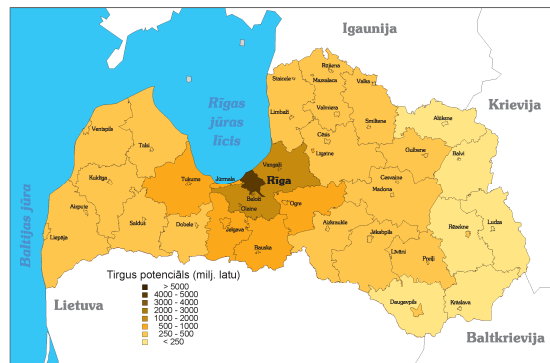 Igaunija
Rūjiena
Staicele
Mazsalaca
Valka
Krievija
Rīgas
jūras
līcis
Limbaži
Valmiera
Smiltene
Alūksne
Ventspils
Talsi
Cēsis
Līgatne
Gulbene
Balvi
Vangaži
Baltijas jūra
Kuldīga
Tukums
Jūrmala
Rīga
Cesvaine
Madona
Aizpute
Baloži
Olaine
Ogre
Saldus
Dobele
Jelgava
Aizkraukle
Jēkabpils
Rēzekne
Ludza
Liepāja
Bauska
Līvāni
Preiļi
Tirgus potenciāls (milj. latu)
> 5000
4000 - 5000
3000 - 4000
2000 - 3000
1000 - 2000
500 - 1000
250 - 500
< 250
Lietuva
Daugavpils
Krāslava
Baltkrievija